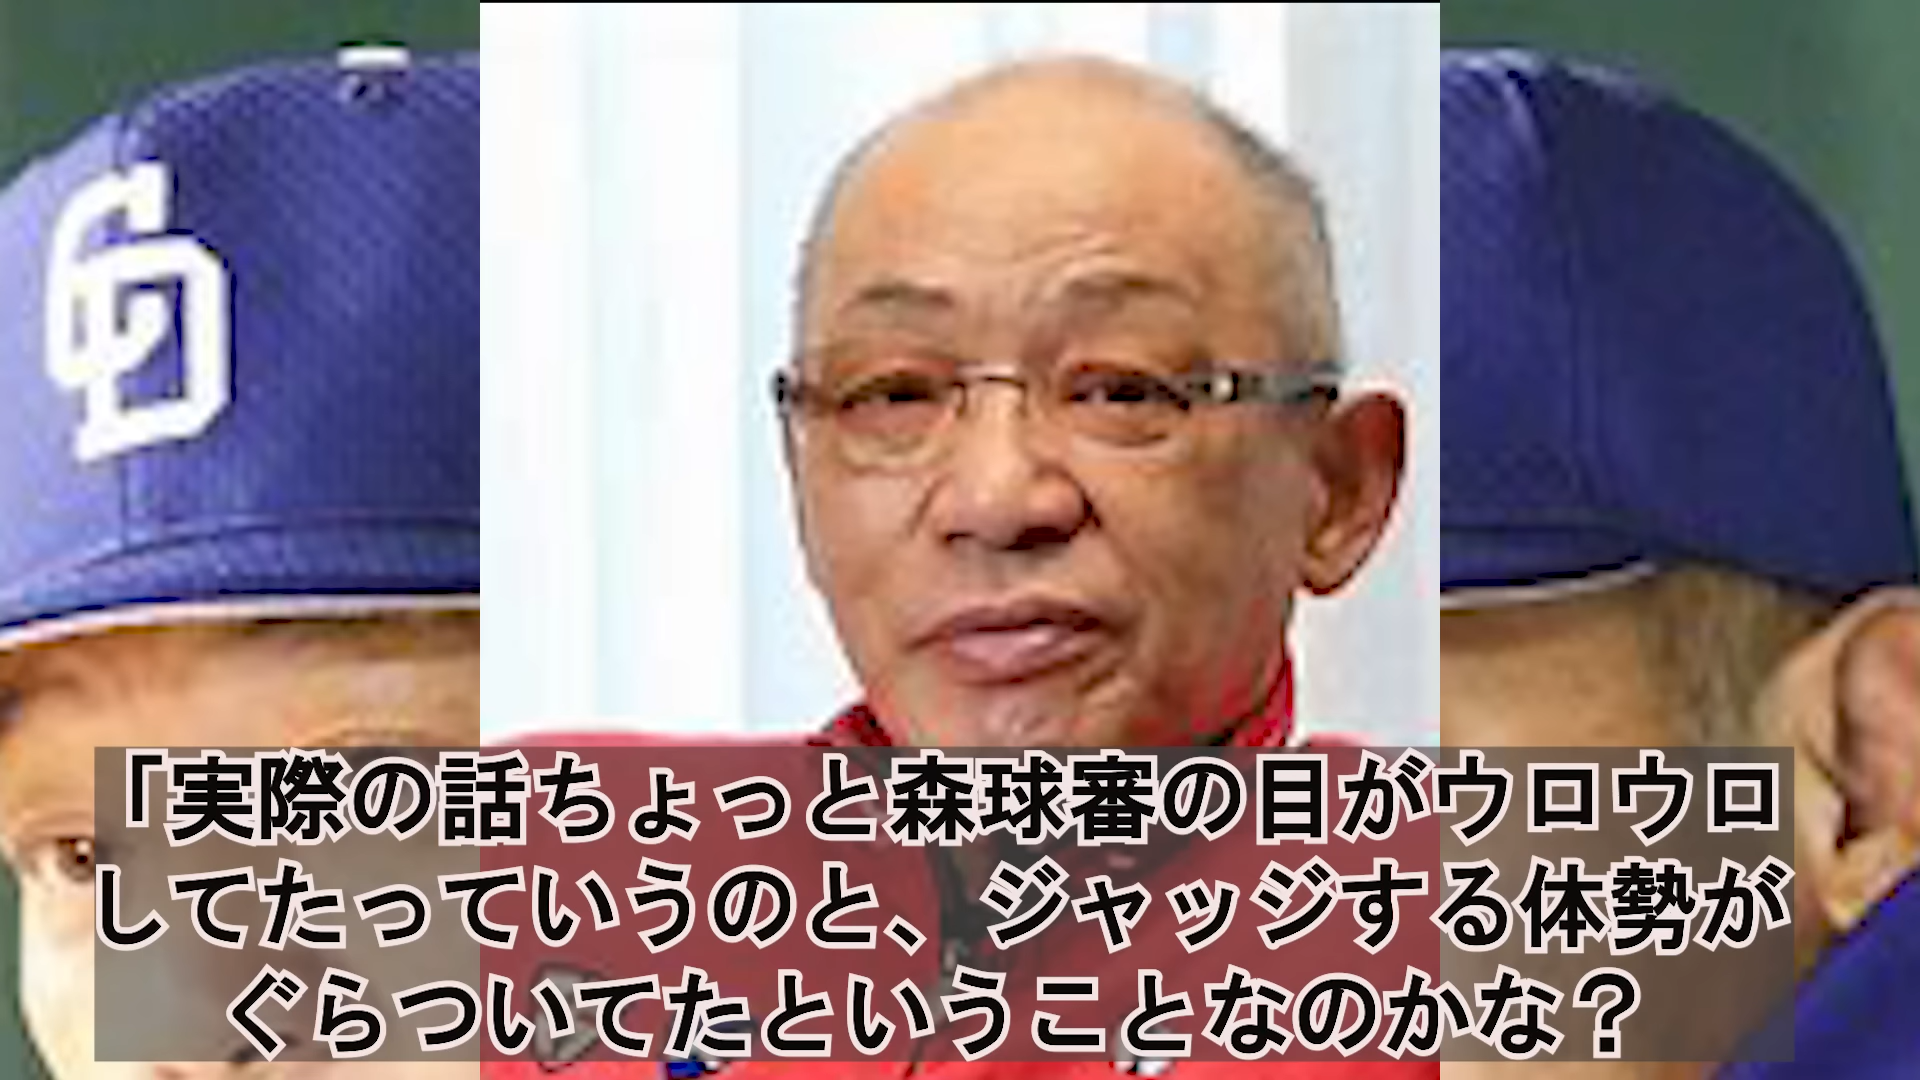 CD
「実際の話ちょっと森球審の目がウロウロ
してたっていうのと、ジャッジする体勢が
ぐらついてたということなのかな？